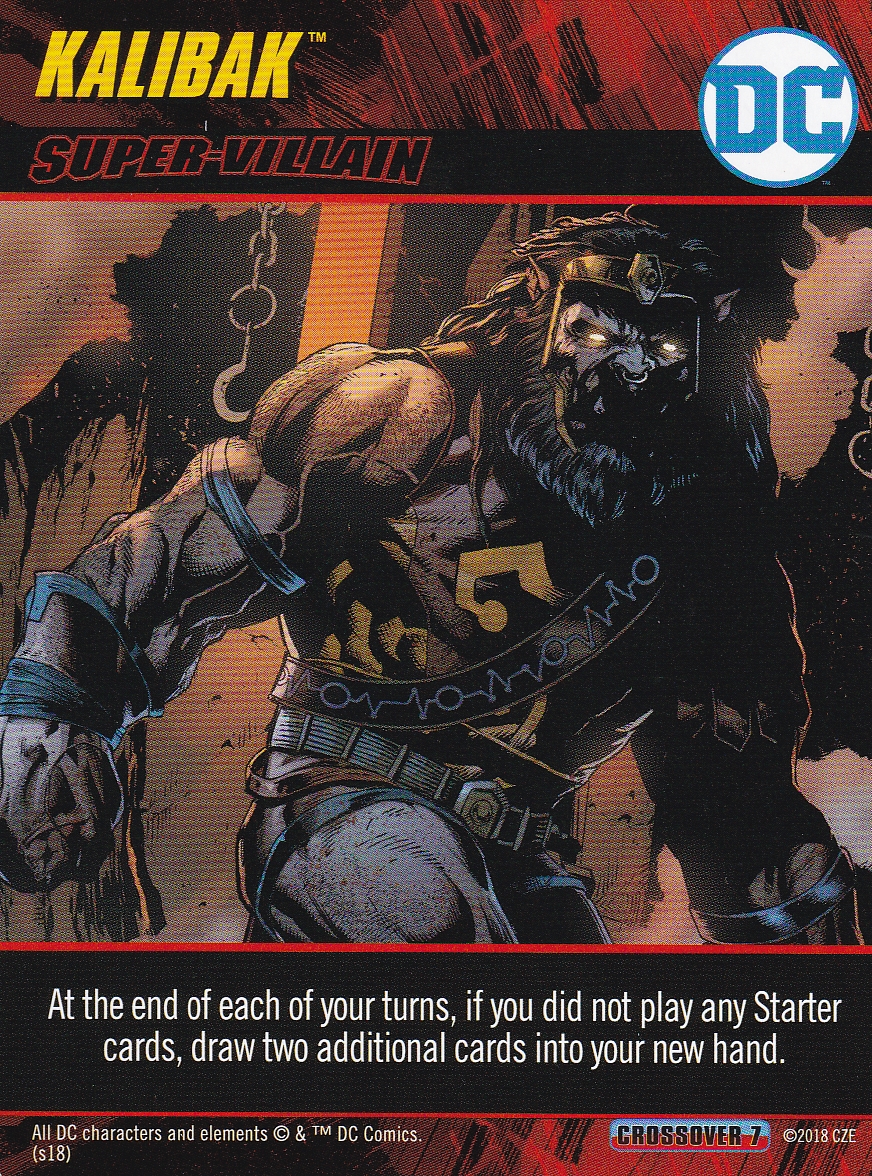 KALIBAK™
DC™
SUPER-VILLAIN
At the end of each of your turns, if you did not play any Starter
cards, draw two additional cards into your new hand.
All DC characters and elements © & ™ DC Comics.
(s18)
CROSSOVER 7
©2018 CZE